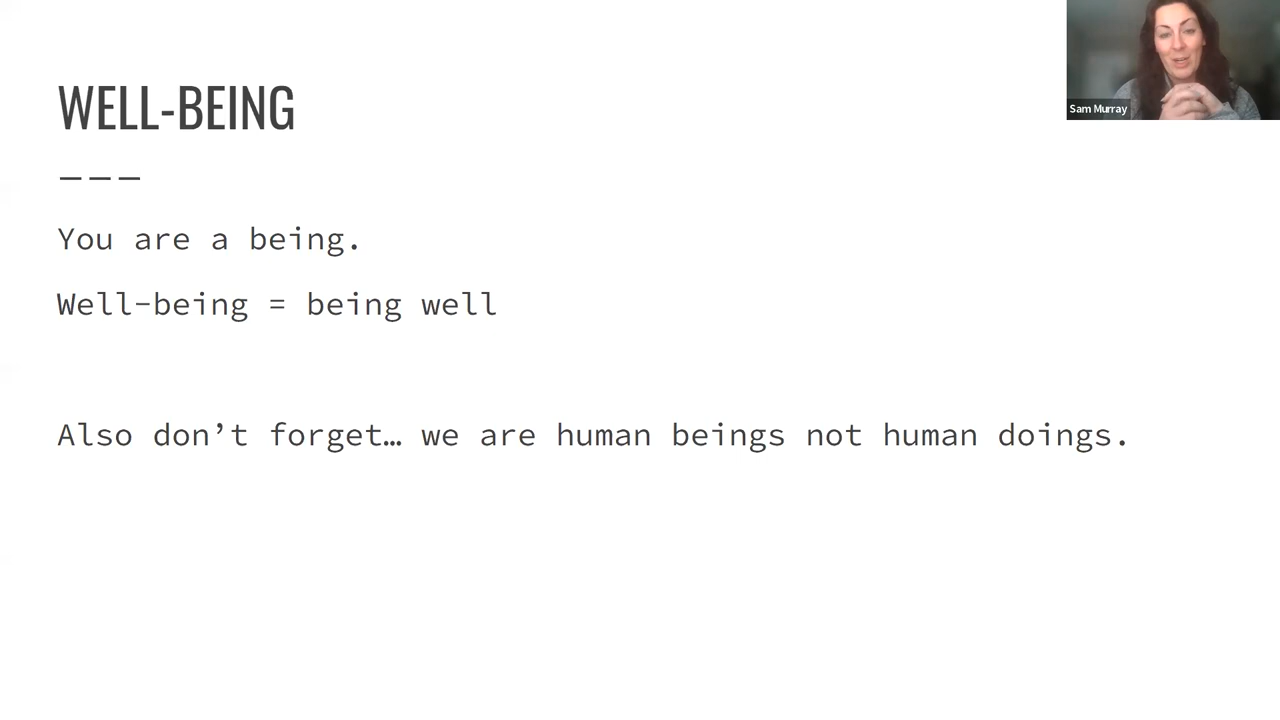 WELL-BEING
———
You are a being.
Well-being = being well
Also don’t forget… we are human beings not human doings.
Sam Murray